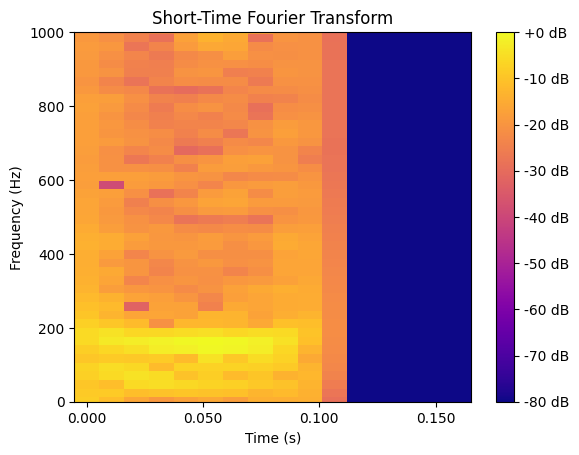 Short-Time Fourier Transform
1000
800
600
400
200
0
Frequency (Hz)
0.000
0.050
0.100
0.150
Time (s)
+0 dB
-10 dB
-20 dB
-30 dB
-40 dB
-50 dB
-60 dB
-70 dB
-80 dB